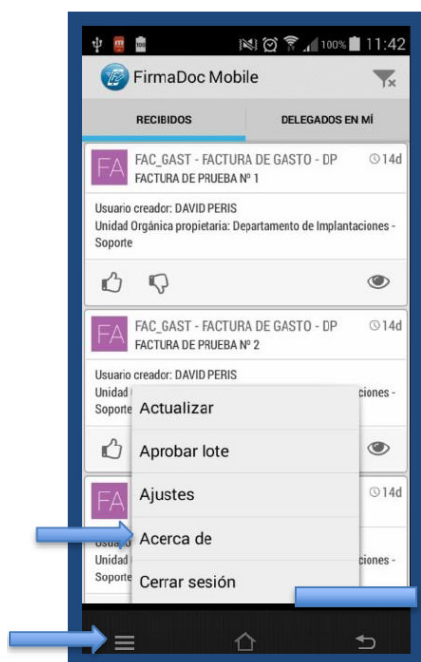 100% 11:42
FirmaDoc Mobile
RECIBIDOS DELEGADOS EN MÍ
FA FAC_GAST - FACTURA DE GASTO - DP 14d
FACTURA DE PRUEBA Nº 1
Usuario creador: DAVID PERIS
Unidad Orgánica propietaria: Departamento de Implantaciones -
Soporte
FA FAC_GAST - FACTURA DE GASTO - DP 14d
FACTURA DE PRUEBA Nº 2
Usuario creador: DAVID PERIS
Unidad ciones -
Soporte
Actualizar
Aprobar lote
FA 14d
Ajustes
Acerca de
Unidad ciones -
Soporte
Cerrar sesión